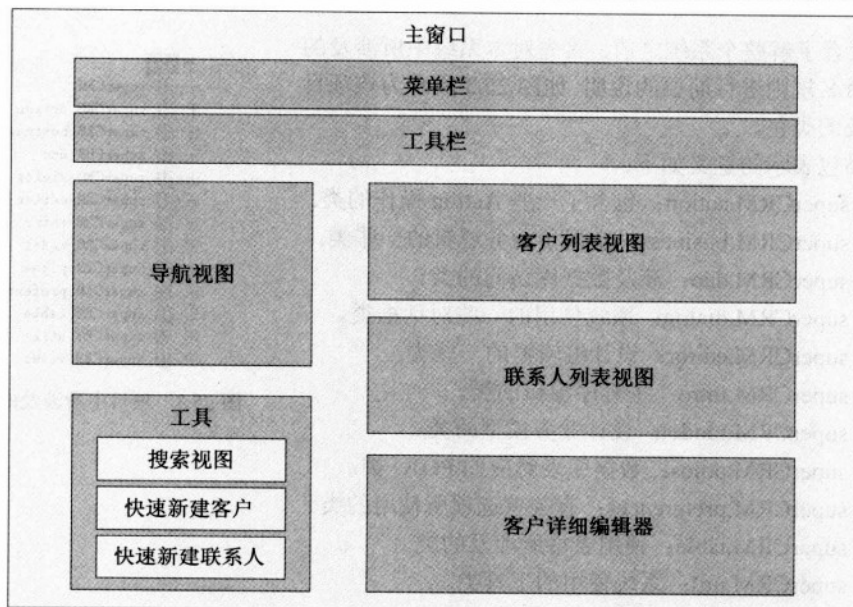 主窗口
菜单栏
工具栏
导航视图
客户列表视图
联系人列表视图
工具
搜索视图
快速新建客户
快速新建联系人
客户详细编辑器